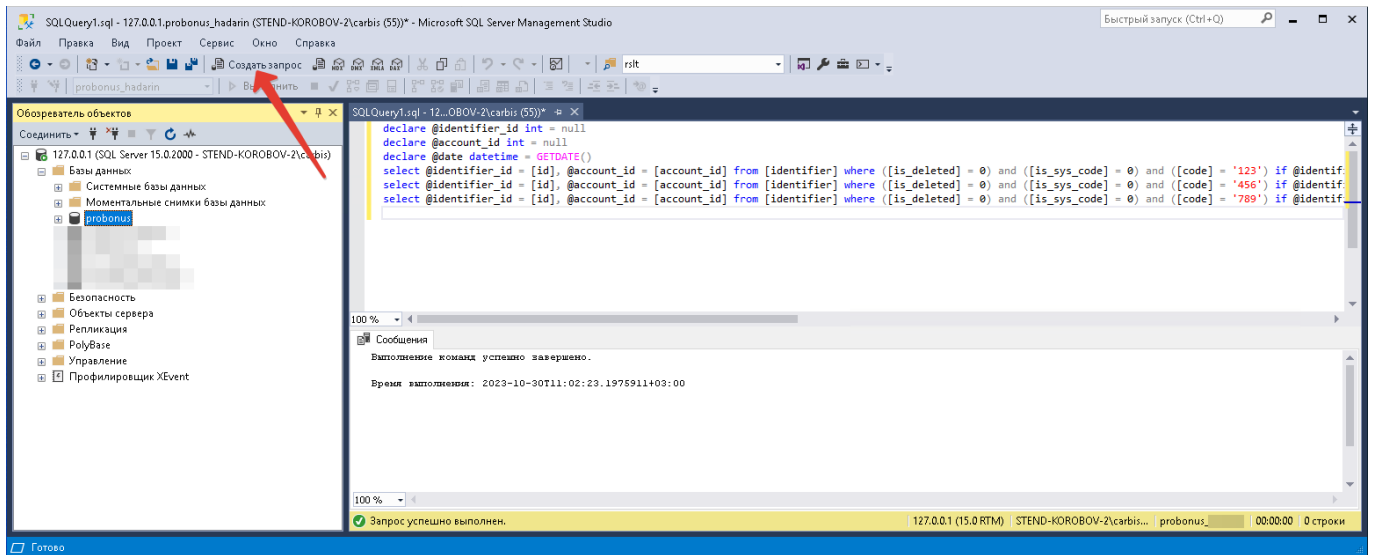 SQLQuery1.sql - 127.0.0.1.probonus_hadarin (STEND-KOROBOV-2\carbis (55))* - Microsoft SQL Server Management Studio
Быстрый запуск (Ctrl+Q)
Файл Правка Вид Проект Сервис Окно Справка
Создать запрос
rslt
probonus_hadarin
Обозреватель объектов
SQLQuery1.sql - 12...OBOV-2\carbis (55))*
Соединить
127.0.0.1 (SQL Server 15.0.2000 - STEND-KOROBOV-2\carbis)
Базы данных
Системные базы данных
Моментальные снимки базы данных
probonus
Безопасность
Объекты сервера
Репликация
PolyBase
Управление
Профилировщик XEvent
declare @identifier_id int = null
declare @account_id int = null
declare @date datetime = GETDATE()
select @identifier_id = [id], @account_id = [account_id] from [identifier] where ([is_deleted] = 0) and ([is_sys_code] = 0) and ([code] = '123') if @identif
select @identifier_id = [id], @account_id = [account_id] from [identifier] where ([is_deleted] = 0) and ([is_sys_code] = 0) and ([code] = '456') if @identif
select @identifier_id = [id], @account_id = [account_id] from [identifier] where ([is_deleted] = 0) and ([is_sys_code] = 0) and ([code] = '789') if @identif
100 %
Сообщения
Выполнение команд успешно завершено.
Время выполнения: 2023-10-30T11:02:23.1975911+03:00
100 %
Запрос успешно выполнен.
127.0.0.1 (15.0 RTM) STEND-KOROBOV-2\carbis... probonus_ 00:00:00 0 строки
Готово